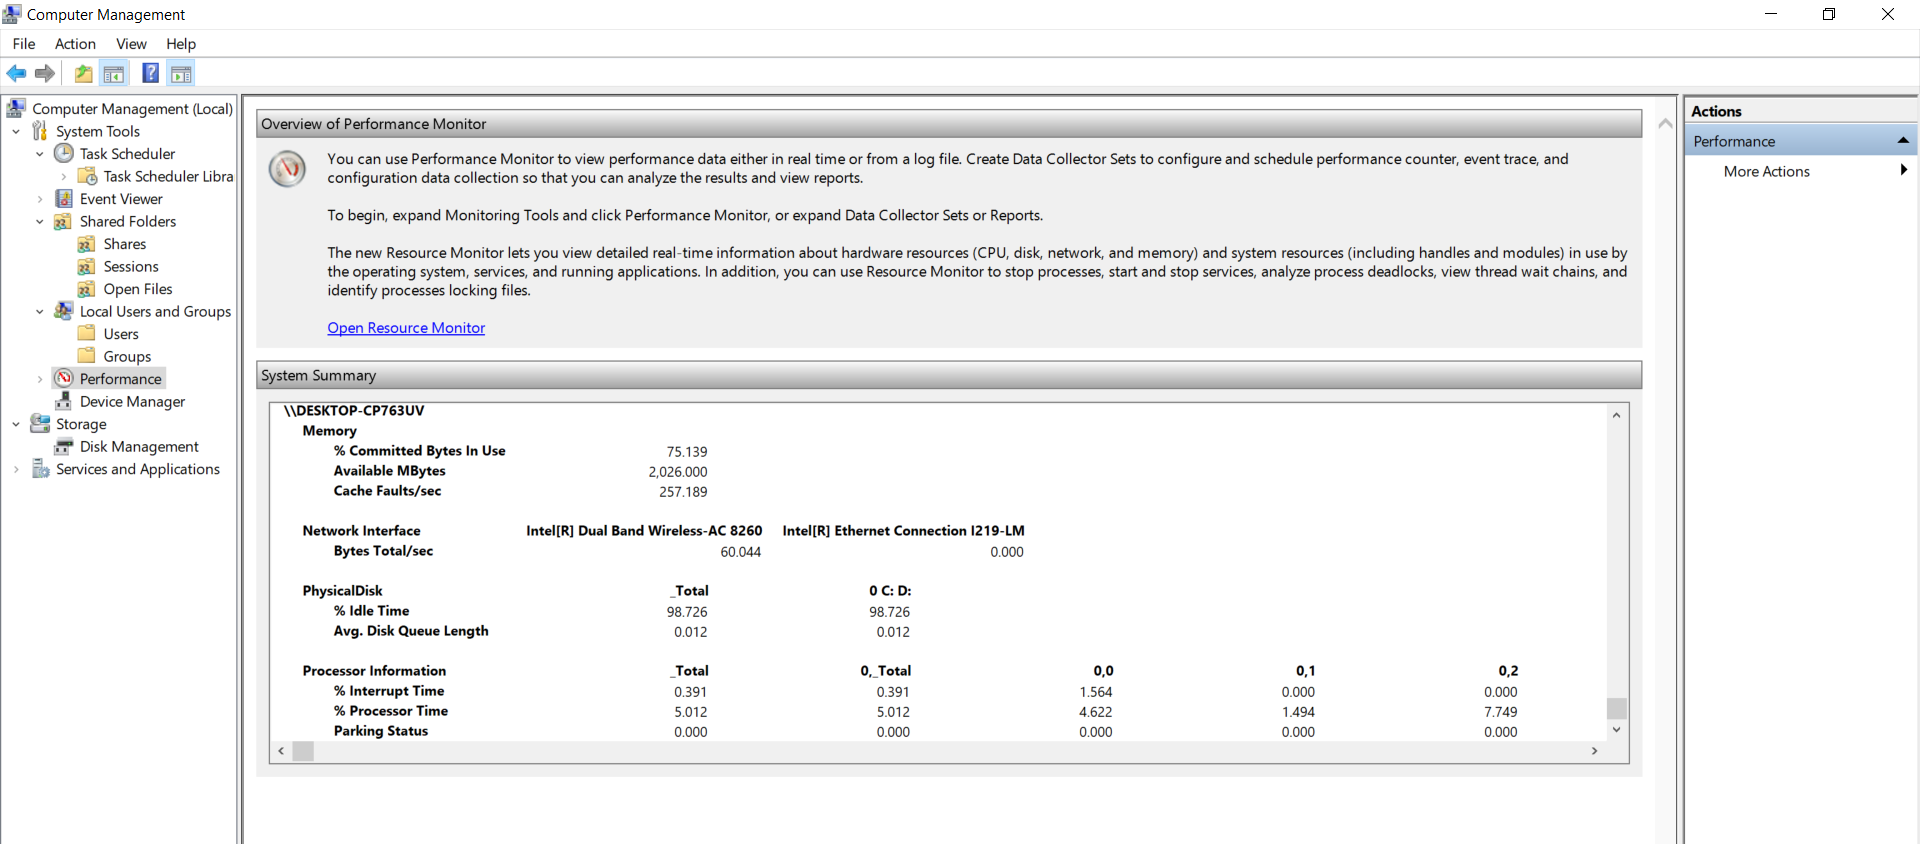 Computer Management
File Action View Help
Computer Management (Local)
System Tools
Task Scheduler
Task Scheduler Libra
Event Viewer
Shared Folders
Shares
Sessions
Open Files
Local Users and Groups
Users
Groups
Performance
Device Manager
Storage
Disk Management
Services and Applications
Overview of Performance Monitor
You can use Performance Monitor to view performance data either in real time or from a log file. Create Data Collector Sets to configure and schedule performance counter, event trace, and
configuration data collection so that you can analyze the results and view reports.
To begin, expand Monitoring Tools and click Performance Monitor, or expand Data Collector Sets or Reports.
The new Resource Monitor lets you view detailed real-time information about hardware resources (CPU, disk, network, and memory) and system resources (including handles and modules) in use by
the operating system, services, and running applications. In addition, you can use Resource Monitor to stop processes, start and stop services, analyze process deadlocks, view thread wait chains, and
identify processes locking files.
Open Resource Monitor
System Summary
\\DESKTOP-CP763UV
Memory
% Committed Bytes In Use 75.139
Available MBytes 2,026.000
Cache Faults/sec 257.189
Network Interface Intel[R] Dual Band Wireless-AC 8260 Intel[R] Ethernet Connection I219-LM
Bytes Total/sec 60.044 0.000
PhysicalDisk _Total 0 C: D:
% Idle Time 98.726 98.726
Avg. Disk Queue Length 0.012 0.012
Processor Information _Total 0,_Total 0,0 0,1 0,2
% Interrupt Time 0.391 0.391 1.564 0.000 0.000
% Processor Time 5.012 5.012 4.622 1.494 7.749
Parking Status 0.000 0.000 0.000 0.000 0.000
Actions
Performance
More Actions